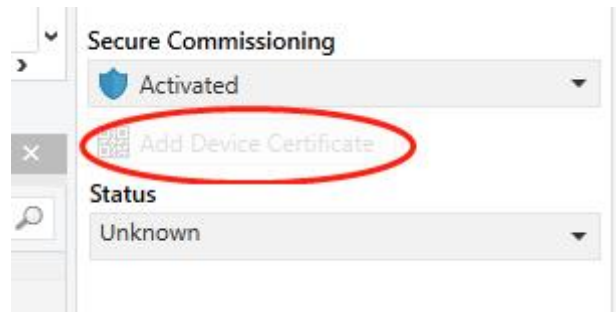 Secure Commissioning
Activated
Add Device Certificate
Status
Unknown